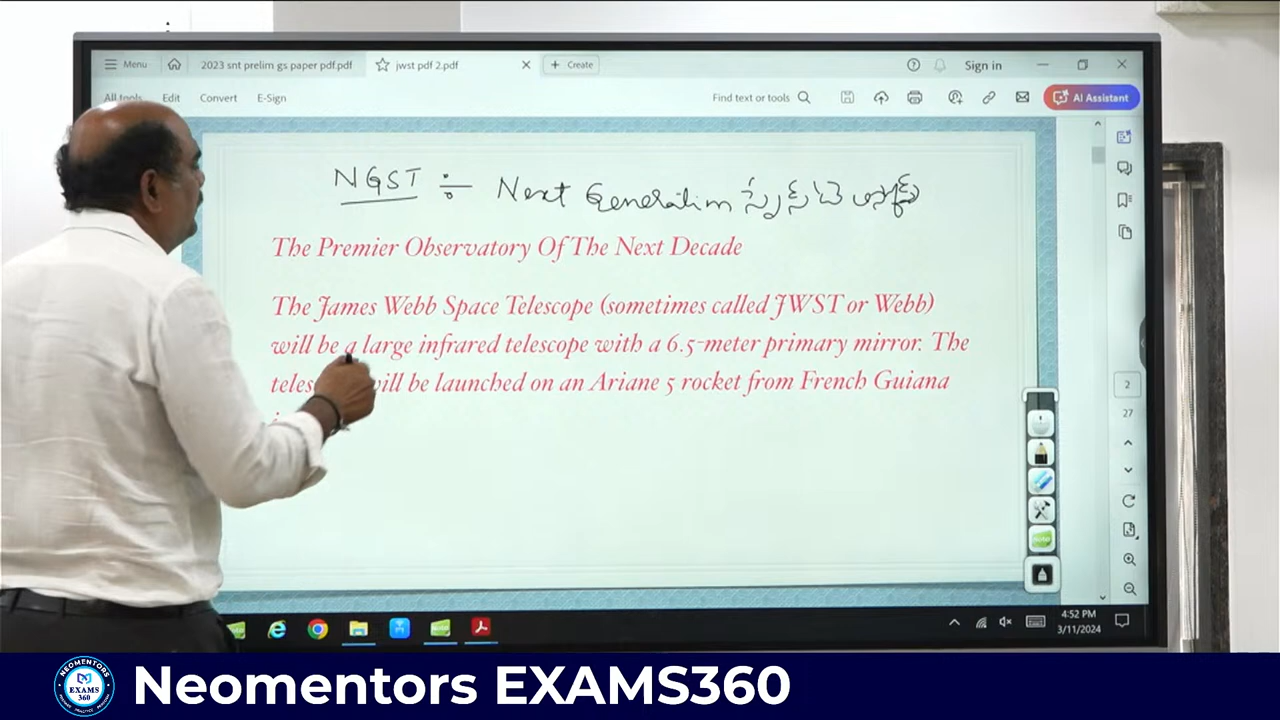 Menu
2023 snt prelim gs paper pdf.pdf
jwst pdf 2.pdf
Create
Sign in
All tools Edit Convert E-Sign
Find text or tools
AI Assistant
NGST ÷ Next Generation
The Premier Observatory Of The Next Decade
The James Webb Space Telescope (sometimes called JWST or Webb)
will be a large infrared telescope with a 6.5-meter primary mirror. The
will be launched on an Ariane 5 rocket from French Guiana
2
27
4:52 PM
3/11/2024
NEOMENTORS
EXAMS
360
Neomentors EXAMS360